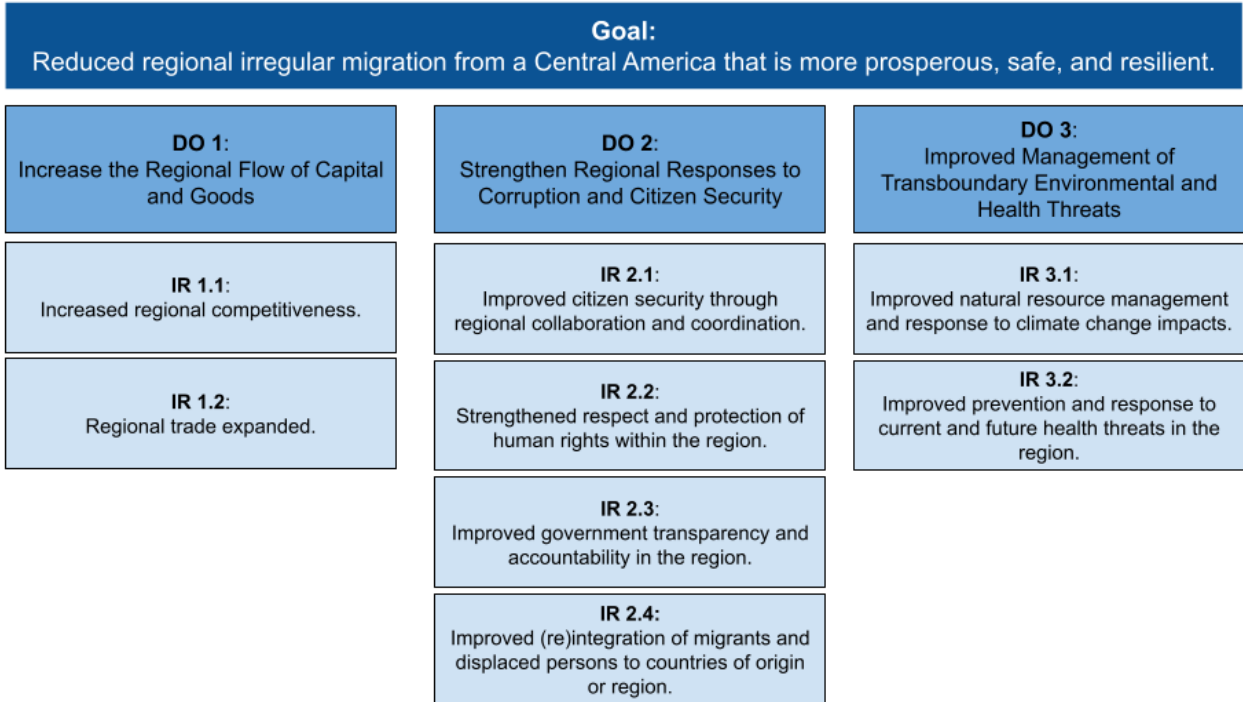 Goal:
Reduced regional irregular migration from a Central America that is more prosperous, safe, and resilient.
DO 1:
Increase the Regional Flow of Capital
and Goods
IR 1.1:
Increased regional competitiveness.
IR 1.2:
Regional trade expanded.
DO 2:
Strengthen Regional Responses to
Corruption and Citizen Security
IR 2.1:
Improved citizen security through
regional collaboration and coordination.
IR 2.2:
Strengthened respect and protection of
human rights within the region.
IR 2.3:
Improved government transparency and
accountability in the region.
IR 2.4:
Improved (re)integration of migrants and
displaced persons to countries of origin
or region.
DO 3:
Improved Management of
Transboundary Environmental and
Health Threats
IR 3.1:
Improved natural resource management
and response to climate change impacts.
IR 3.2:
Improved prevention and response to
current and future health threats in the
region.